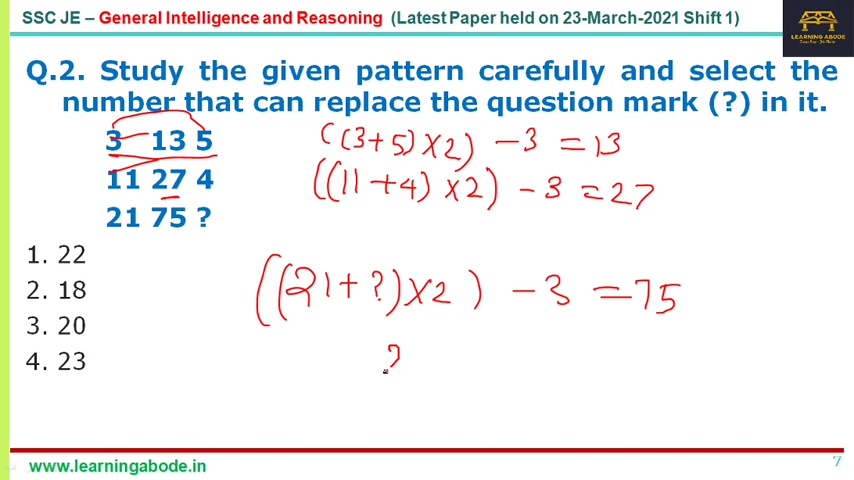 SSC JE – General Intelligence and Reasoning (Latest Paper held on 23-March-2021 Shift 1)
LEARNING ABODE
Q.2. Study the given pattern carefully and select the
number that can replace the question mark (?) in it.
3 13 5 ((3+5)×2) -3 =13
11 27 4 ((11+4)×2) -3 =27
21 75 ?
1. 22
2. 18 ((21+?)×2) -3 =75
3. 20
4. 23 ?
www.learningabode.in 7